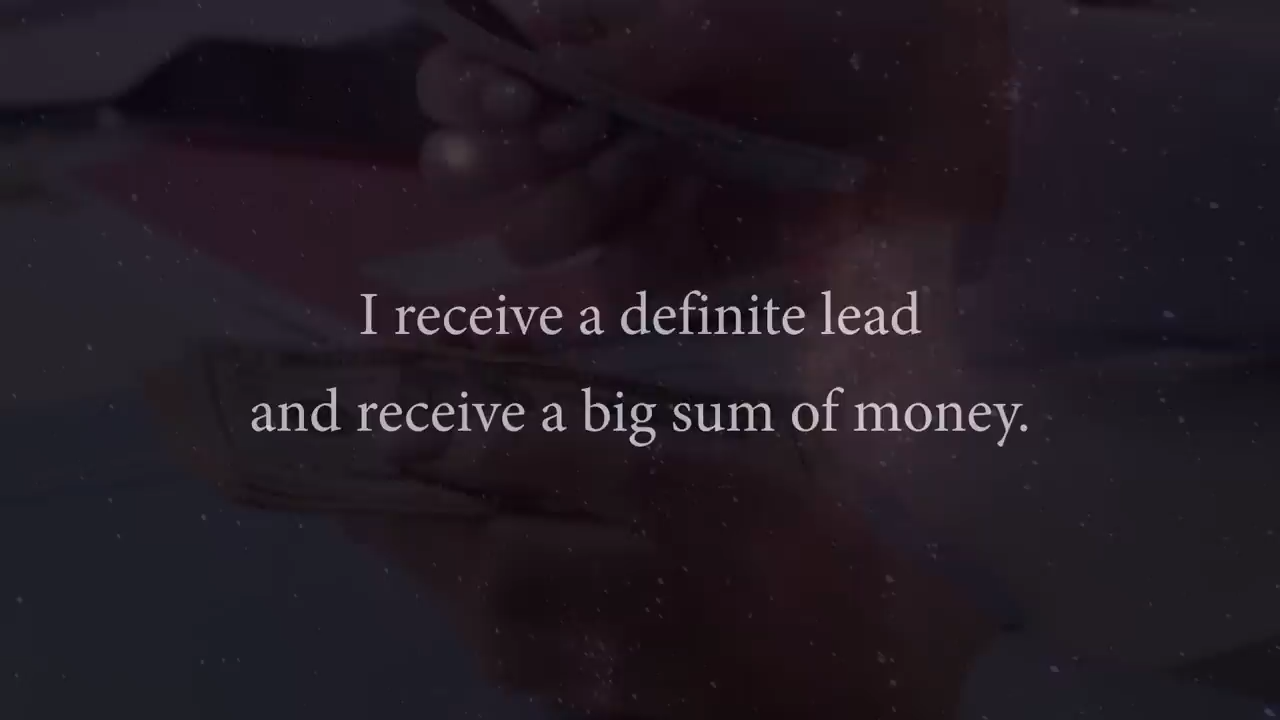 I receive a definite lead
and receive a big sum of money.